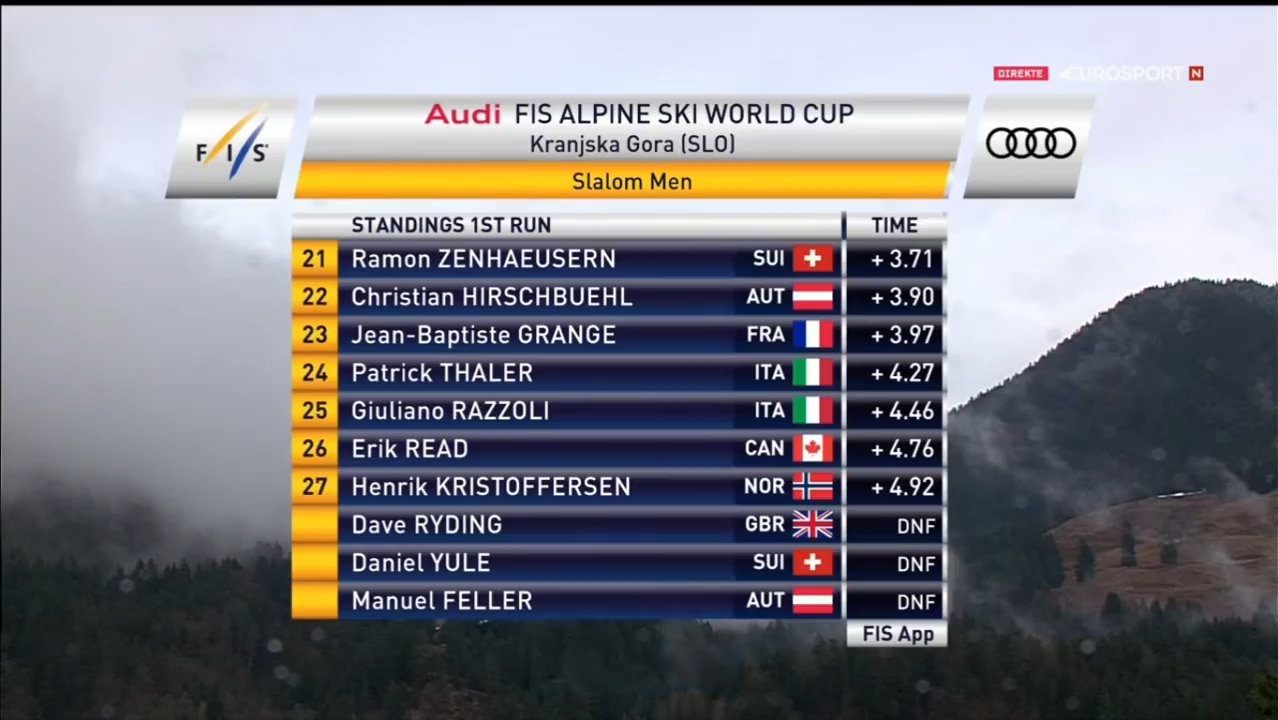 DIREKTE EUROSPORT N
Audi FIS ALPINE SKI WORLD CUP
Kranjska Gora (SLO)
FIS
Slalom Men
STANDINGS 1ST RUN TIME
21 Ramon ZENHAEUSERN SUI + 3.71
22 Christian HIRSCHBUEHL AUT + 3.90
23 Jean-Baptiste GRANGE FRA + 3.97
24 Patrick THALER ITA + 4.27
25 Giuliano RAZZOLI ITA + 4.46
26 Erik READ CAN + 4.76
27 Henrik KRISTOFFERSEN NOR + 4.92
Dave RYDING GBR DNF
Daniel YULE SUI DNF
Manuel FELLER AUT DNF
FIS App